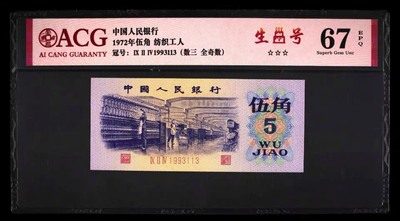 ACG
AI CANG GUARANTY
中国人民银行
1972年伍角 纺织工人
冠号: IX II IV1993113 (数三 全奇数)
生日号
☆☆☆
67 EPQ
Superb Gem Unc
中國人民銀行
伍角
5
WU
JIAO
IX II IV 1993113